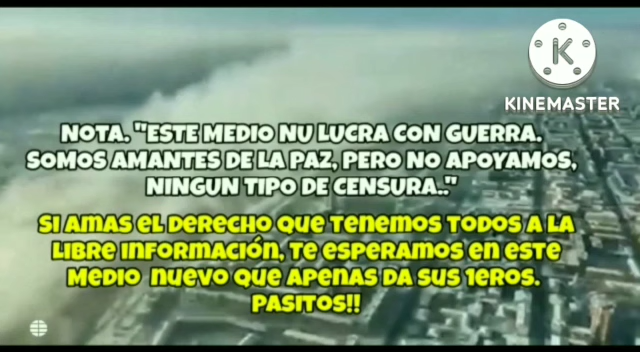 K
KINEMASTER
NOTA. "ESTE MEDIO NU LUCRA CON GUERRA.
SOMOS AMANTES DE LA PAZ, PERO NO APOYAMOS,
NINGUN TIPO DE CENSURA.."
SI AMAS EL DERECHO QUE TENEMOS TODOS A LA
LIBRE INFORMACIÓN, TE ESPERAMOS EN ESTE
MEDIO NUEVO QUE APENAS DA SUS 1EROS.
PASITOS!!